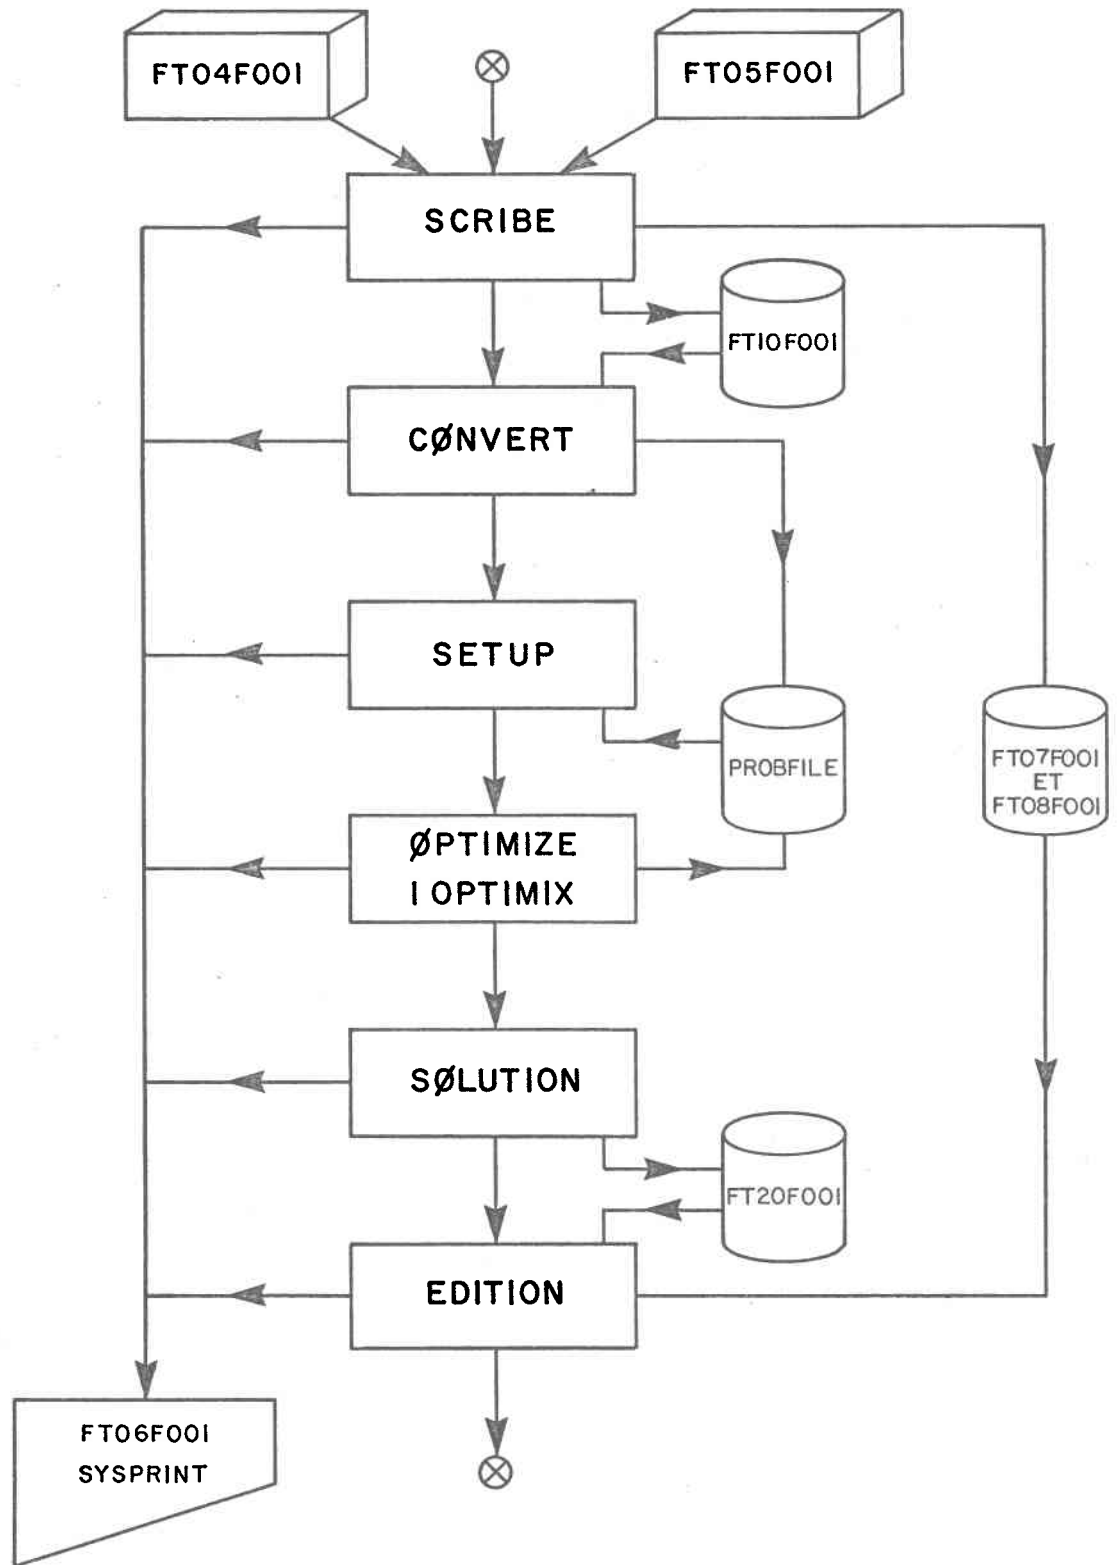 FT04F001
FT05F001
SCRIBE
FT10F001
CØNVERT
SETUP
PROBFILE
FT07F001
ET
FT08F001
ØPTIMIZE
I OPTIMIX
SØLUTION
FT20F001
EDITION
FT06F001
SYSPRINT